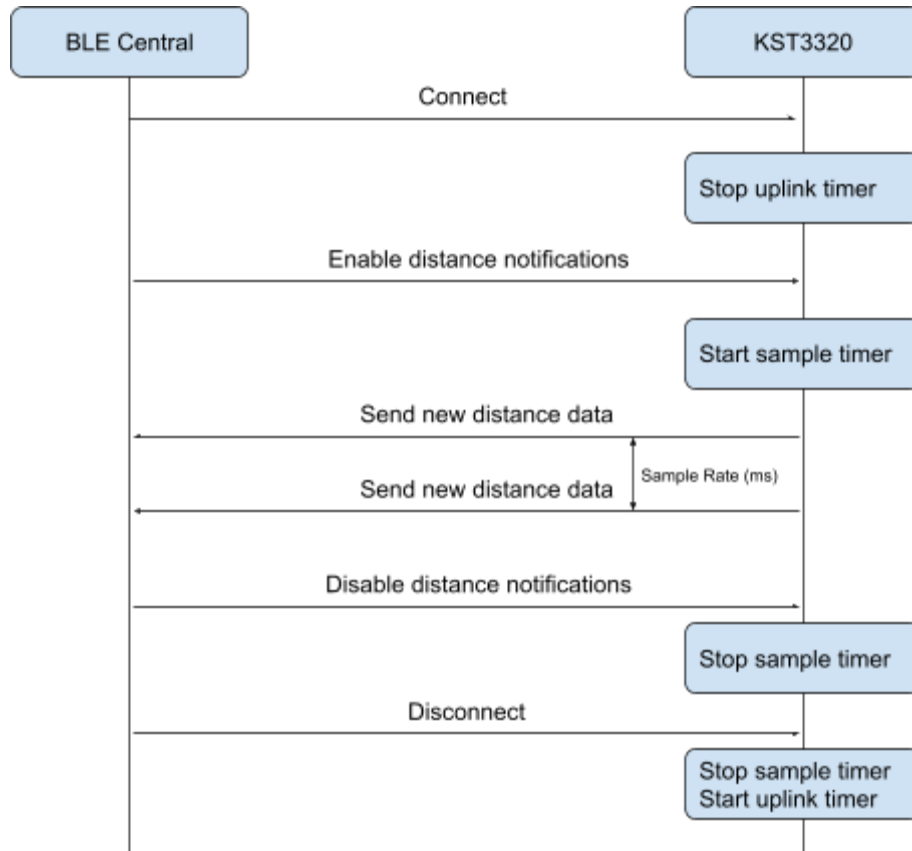 BLE Central
KST3320
Connect
Stop uplink timer
Enable distance notifications
Start sample timer
Send new distance data
Sample Rate (ms)
Send new distance data
Disable distance notifications
Stop sample timer
Disconnect
Stop sample timer
Start uplink timer